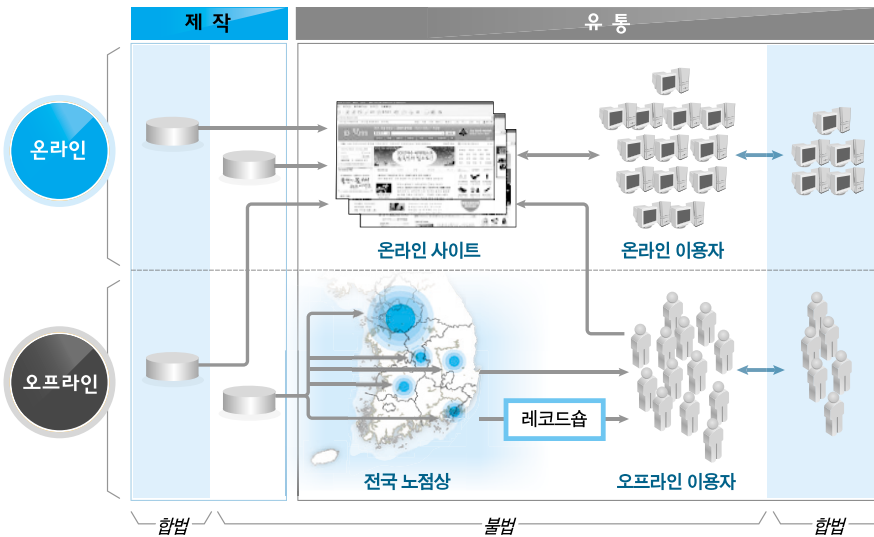 제 작
유 통
온라인
온라인 사이트
온라인 이용자
오프라인
레코드숍
전국 노점상
오프라인 이용자
합법
불법
합법